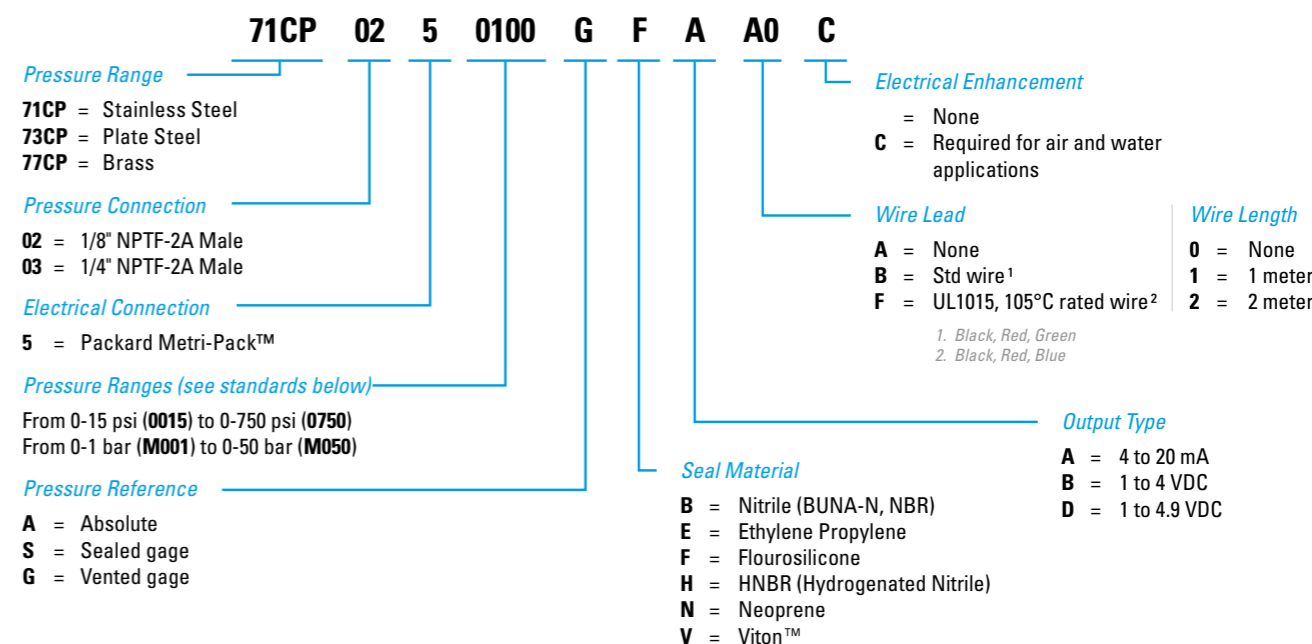 71CP 02 5 0100 G F A A0 C
Pressure Range
71CP = Stainless Steel
73CP = Plate Steel
77CP = Brass
Pressure Connection
02 = 1/8" NPTF-2A Male
03 = 1/4" NPTF-2A Male
Electrical Connection
5 = Packard Metri-Pack™
Pressure Ranges (see standards below)
From 0-15 psi (0015) to 0-750 psi (0750)
From 0-1 bar (M001) to 0-50 bar (M050)
Pressure Reference
A = Absolute
S = Sealed gage
G = Vented gage
Electrical Enhancement
= None
C = Required for air and water
applications
Wire Lead
A = None
B = Std wire¹
F = UL1015, 105°C rated wire²
1. Black, Red, Green
2. Black, Red, Blue
Wire Length
0 = None
1 = 1 meter
2 = 2 meter
Output Type
A = 4 to 20 mA
B = 1 to 4 VDC
D = 1 to 4.9 VDC
Seal Material
B = Nitrile (BUNA-N, NBR)
E = Ethylene Propylene
F = Flourosilicone
H = HNBR (Hydrogenated Nitrile)
N = Neoprene
V = Viton™